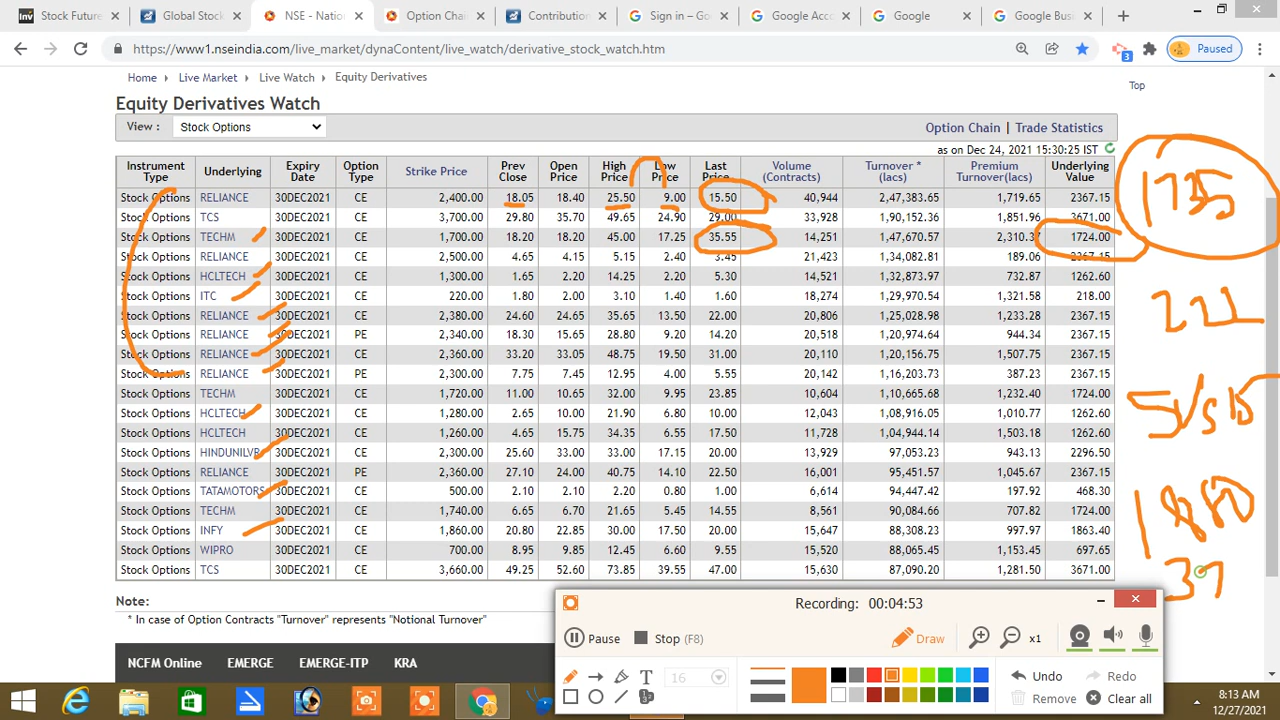 Stock Future
Global Stock
NSE - Nation
Option Chai
Contribution
Sign in – Goo
Google Acco
Google
Google Busi
https://www1.nseindia.com/live_market/dynaContent/live_watch/derivative_stock_watch.htm
3
Paused
Home › Live Market › Live Watch › Equity Derivatives
Top
Equity Derivatives Watch
View : Stock Options
Option Chain | Trade Statistics
as on Dec 24, 2021 15:30:25 IST
Instrument Type Underlying Expiry Date Option Type Strike Price Prev Close Open Price High Price Low Price Last Price Volume (Contracts) Turnover * (lacs) Premium Turnover(lacs) Underlying Value
Stock Options RELIANCE 30DEC2021 CE 2,400.00 18.05 18.40 25.50 9.00 15.50 40,944 2,47,383.65 1,719.65 2367.15
Stock Options TCS 30DEC2021 CE 3,700.00 29.80 35.70 49.65 24.90 29.00 33,928 1,90,152.36 1,851.96 3671.00
Stock Options TECHM 30DEC2021 CE 1,700.00 18.20 18.20 45.00 17.25 35.55 14,251 1,47,670.57 2,310.37 1724.00
Stock Options RELIANCE 30DEC2021 CE 2,500.00 4.65 4.15 5.15 2.40 3.45 21,423 1,34,082.81 189.06 2367.15
Stock Options HCLTECH 30DEC2021 CE 1,300.00 1.65 2.20 14.25 2.20 5.30 14,521 1,32,873.97 732.87 1262.60
Stock Options ITC 30DEC2021 CE 220.00 1.80 2.00 3.10 1.40 1.60 18,274 1,29,970.54 1,321.58 218.00
Stock Options RELIANCE 30DEC2021 CE 2,380.00 24.60 24.65 35.65 13.50 22.00 20,806 1,25,028.98 1,233.28 2367.15
Stock Options RELIANCE 30DEC2021 PE 2,340.00 18.30 15.65 28.80 9.20 14.20 20,518 1,20,974.64 944.34 2367.15
Stock Options RELIANCE 30DEC2021 CE 2,360.00 33.20 33.05 48.75 19.50 31.00 20,110 1,20,156.75 1,507.75 2367.15
Stock Options RELIANCE 30DEC2021 PE 2,300.00 7.75 7.45 12.95 4.00 5.55 20,142 1,16,203.73 387.23 2367.15
Stock Options TECHM 30DEC2021 CE 1,720.00 11.00 10.65 32.00 9.95 23.85 10,604 1,10,665.68 1,232.40 1724.00
Stock Options HCLTECH 30DEC2021 CE 1,280.00 2.65 10.00 21.90 6.80 10.00 12,043 1,08,916.05 1,010.77 1262.60
Stock Options HCLTECH 30DEC2021 CE 1,260.00 4.65 15.75 34.35 6.55 17.50 11,728 1,04,944.14 1,503.18 1262.60
Stock Options HINDUNILVR 30DEC2021 CE 2,300.00 25.60 33.00 33.00 17.15 20.00 13,929 97,053.23 943.13 2296.50
Stock Options RELIANCE 30DEC2021 PE 2,360.00 27.10 24.00 40.75 14.10 22.50 16,001 95,451.57 1,045.67 2367.15
Stock Options TATAMOTORS 30DEC2021 CE 500.00 2.10 2.10 2.20 0.80 1.00 6,614 94,447.42 197.92 468.30
Stock Options TECHM 30DEC2021 CE 1,740.00 6.65 6.70 21.65 5.45 14.55 8,561 90,084.66 707.82 1724.00
Stock Options INFY 30DEC2021 CE 1,860.00 20.80 22.85 30.00 17.50 20.00 15,647 88,308.23 997.97 1863.40
Stock Options WIPRO 30DEC2021 CE 700.00 8.95 9.85 12.45 6.60 9.55 15,520 88,065.45 1,153.45 697.65
Stock Options TCS 30DEC2021 CE 3,660.00 49.25 52.60 73.85 39.55 47.00 15,630 87,090.20 1,281.50 3671.00
1735
221
1880
37
Note:
* In case of Option Contracts "Turnover" represents "Notional Turnover"
NCFM Online EMERGE EMERGE-ITP KRA
Recording: 00:04:53
Pause Stop (F8) Draw x1
T 16 Undo Redo
Remove Clear all
8:13 AM
12/27/2021